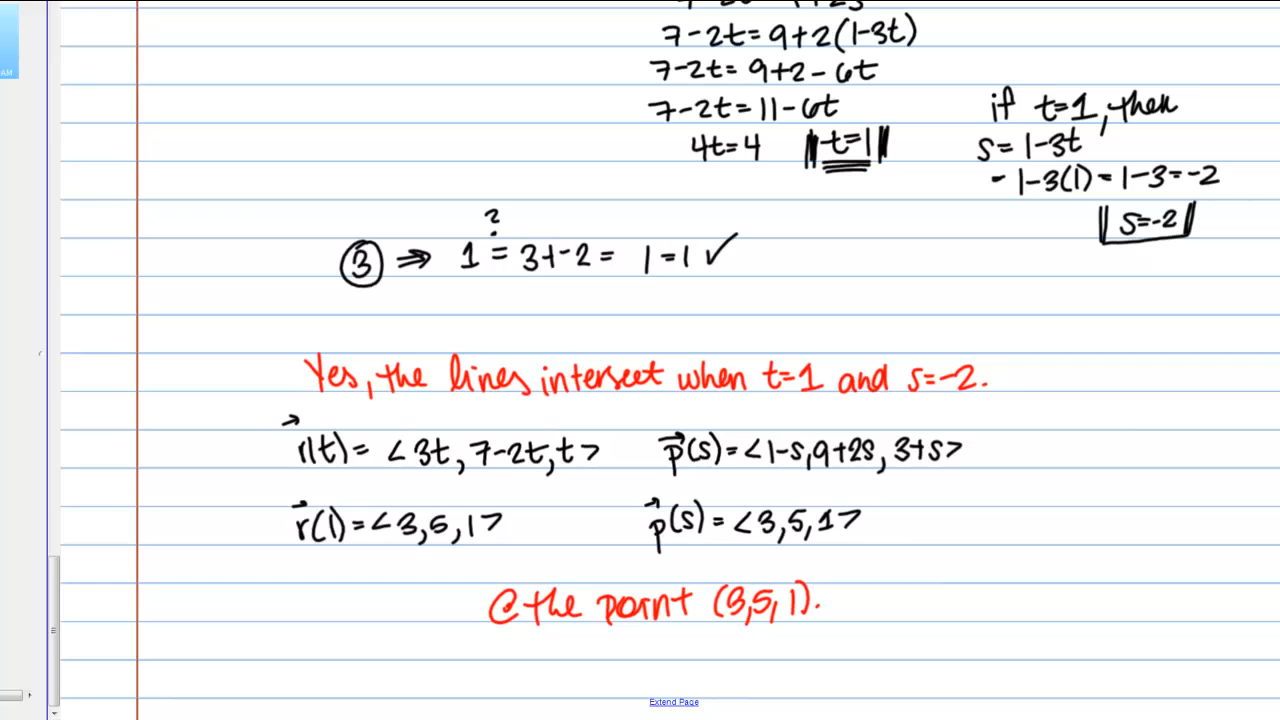 7-2t = 9+2(1-3t)
7-2t = 9+2-6t
7-2t = 11-6t
4t=4 t=1
if t=1, then
s = 1-3t
= 1-3(1) = 1-3 = -2
s=-2
③ ⇒ 1 ≟ 3+-2 = 1=1 ✓
Yes, the lines intersect when t=1 and s=-2.
r⃗(t) = <3t, 7-2t, t> p⃗(s) = <1-s, 9+2s, 3+s>
r⃗(1) = <3, 5, 1> p⃗(s) = <3, 5, 1>
@ the point (3,5,1).
Extend Page
AM